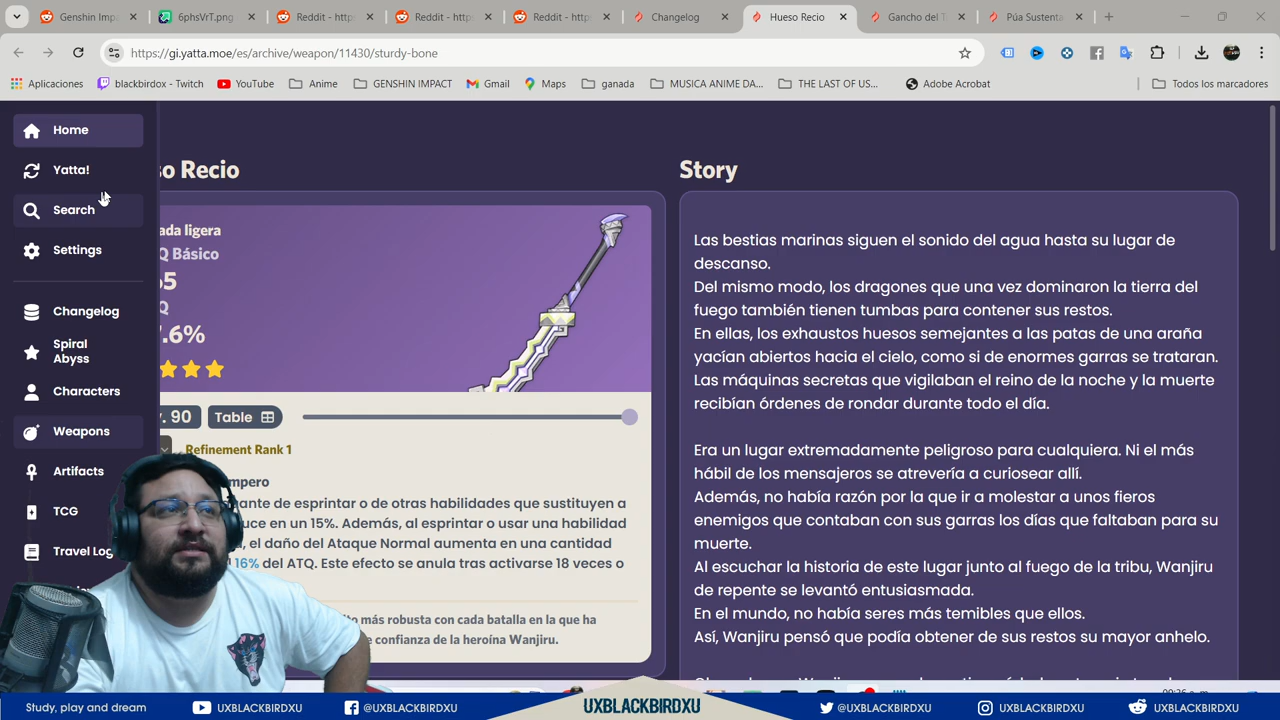 Genshin Imp
6phsVrT.png
Reddit - http
Reddit - http
Reddit - http
Changelog
Hueso Recio
Gancho del T
Púa Sustenta
https://gi.yatta.moe/es/archive/weapon/11430/sturdy-bone
Aplicaciones
blackbirdox - Twitch
YouTube
Anime
GENSHIN IMPACT
Gmail
Maps
ganada
MUSICA ANIME DA...
THE LAST OF US...
Adobe Acrobat
Todos los marcadores
Home
Yatta!
Search
Settings
Changelog
Spiral
Abyss
Characters
Weapons
Artifacts
TCG
Travel Log
so Recio
ada ligera
Q Básico
65
Q
.6%
. 90
Table
Refinement Rank 1
mpero
ante de esprintar o de otras habilidades que sustituyen a
uce en un 15%. Además, al esprintar o usar una habilidad
, el daño del Ataque Normal aumenta en una cantidad
16% del ATQ. Este efecto se anula tras activarse 18 veces o
to más robusta con cada batalla en la que ha
e confianza de la heroína Wanjiru.
Story
Las bestias marinas siguen el sonido del agua hasta su lugar de
descanso.
Del mismo modo, los dragones que una vez dominaron la tierra del
fuego también tienen tumbas para contener sus restos.
En ellas, los exhaustos huesos semejantes a las patas de una araña
yacían abiertos hacia el cielo, como si de enormes garras se trataran.
Las máquinas secretas que vigilaban el reino de la noche y la muerte
recibían órdenes de rondar durante todo el día.
Era un lugar extremadamente peligroso para cualquiera. Ni el más
hábil de los mensajeros se atrevería a curiosear allí.
Además, no había razón por la que ir a molestar a unos fieros
enemigos que contaban con sus garras los días que faltaban para su
muerte.
Al escuchar la historia de este lugar junto al fuego de la tribu, Wanjiru
de repente se levantó entusiasmada.
En el mundo, no había seres más temibles que ellos.
Así, Wanjiru pensó que podía obtener de sus restos su mayor anhelo.
Study, play and dream
UXBLACKBIRDXU
@UXBLACKBIRDXU
UXBLACKBIRDXU
@UXBLACKBIRDXU
UXBLACKBIRDXU
UXBLACKBIRDXU